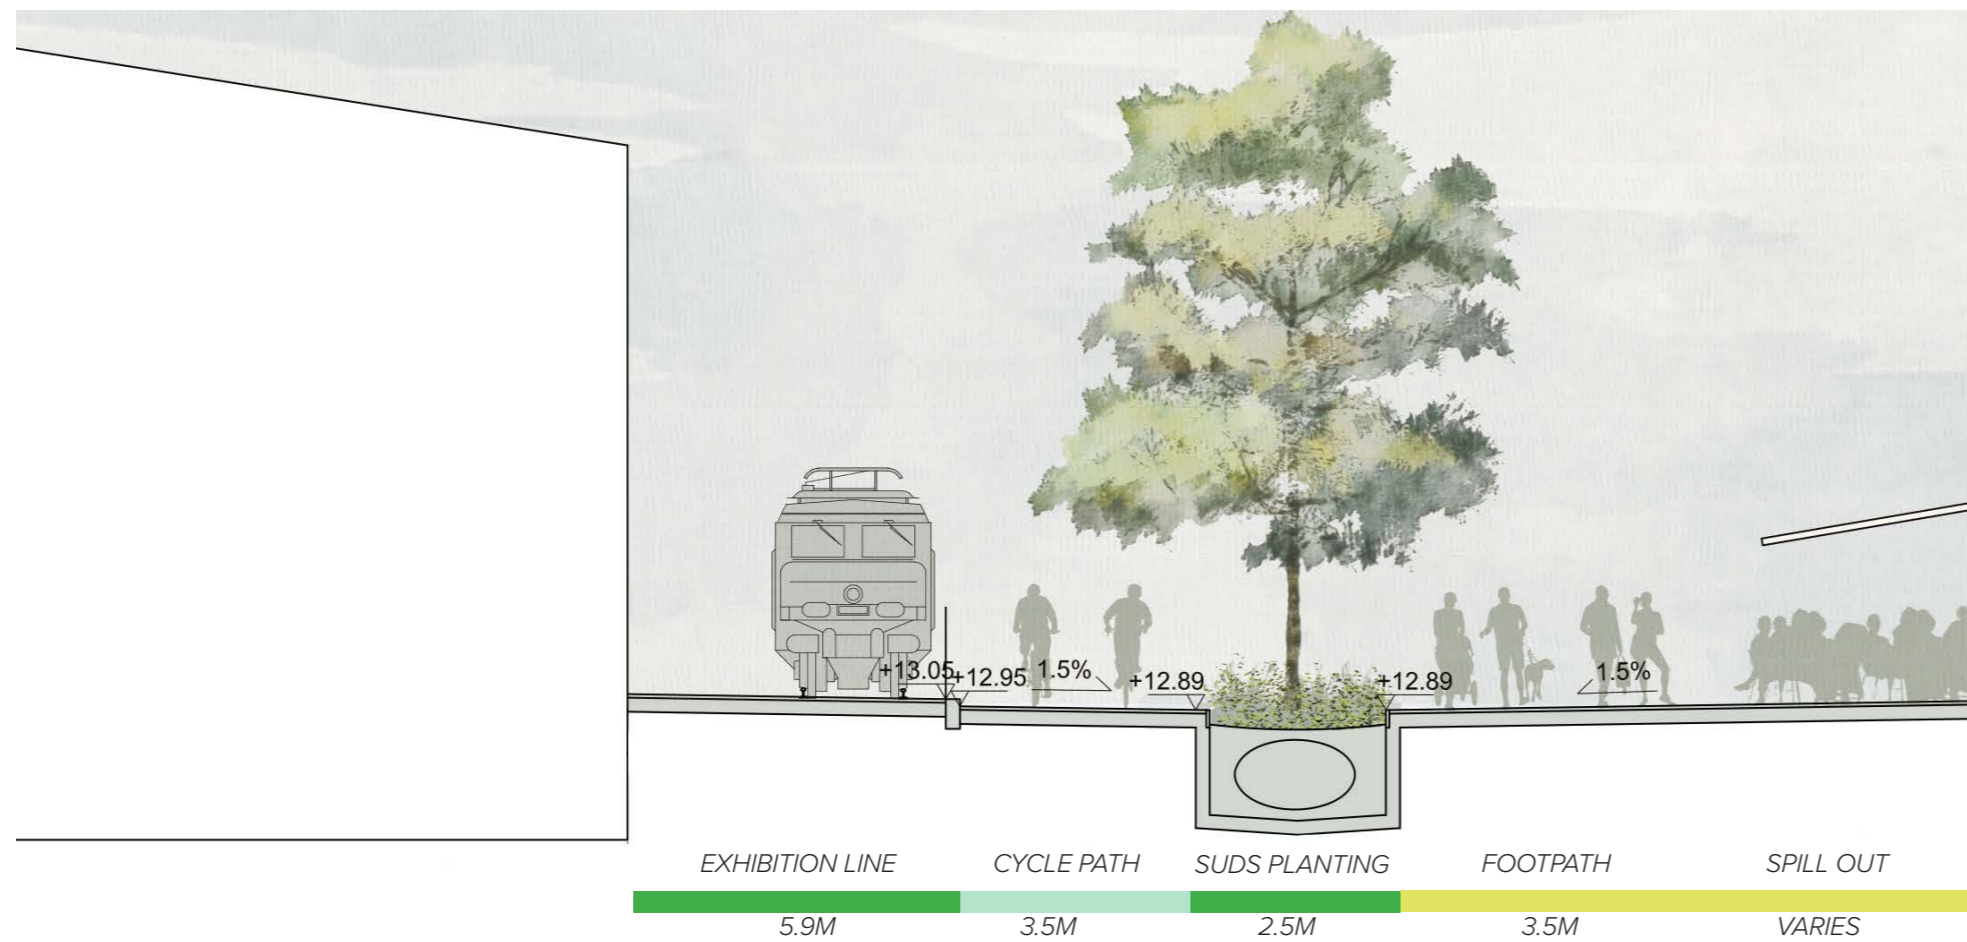 +13.05
+12.95
1.5%
+12.89
+12.89
1.5%
EXHIBITION LINE
CYCLE PATH
SUDS PLANTING
FOOTPATH
SPILL OUT
5.9M
3.5M
2.5M
3.5M
VARIES